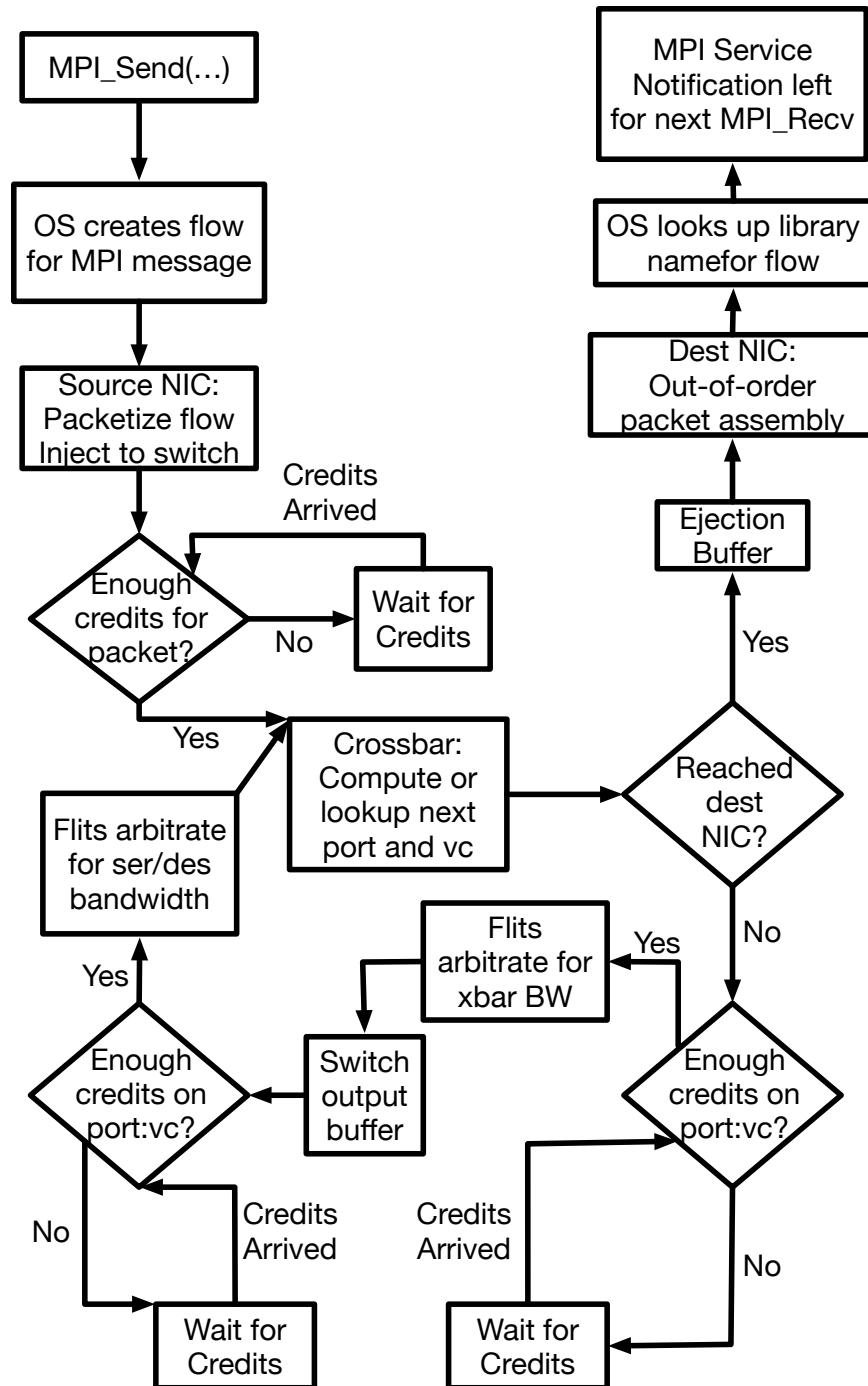 MPI_Send(…)
OS creates flow
for MPI message
Source NIC:
Packetize flow
Inject to switch
Credits
Arrived
Enough
credits for
packet?
No
Wait for
Credits
Yes
Crossbar:
Compute or
lookup next
port and vc
Reached
dest
NIC?
Yes
Ejection
Buffer
Dest NIC:
Out-of-order
packet assembly
OS looks up library
namefor flow
MPI Service
Notification left
for next MPI_Recv
No
Enough
credits on
port:vc?
No
Wait for
Credits
Credits
Arrived
Yes
Flits
arbitrate for
xbar BW
Switch
output
buffer
Enough
credits on
port:vc?
No
Wait for
Credits
Credits
Arrived
Yes
Flits arbitrate
for ser/des
bandwidth